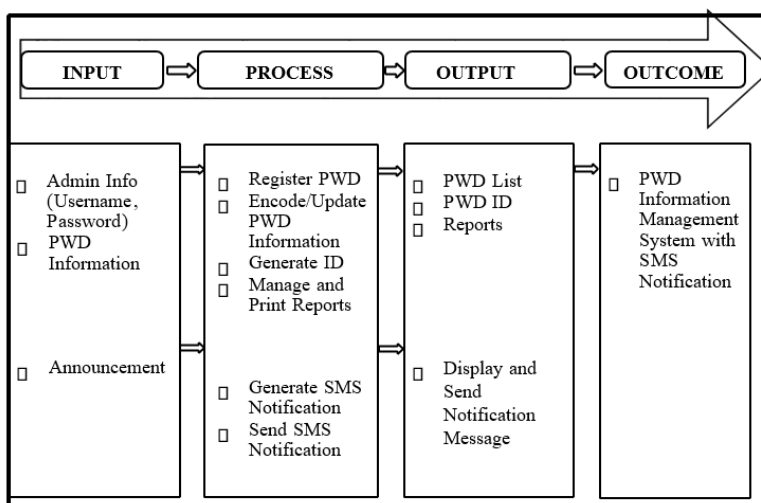 INPUT
PROCESS
OUTPUT
OUTCOME
Admin Info
(Username,
Password)
PWD
Information
Announcement
Register PWD
Encode/Update
PWD
Information
Generate ID
Manage and
Print Reports
Generate SMS
Notification
Send SMS
Notification
PWD List
PWD ID
Reports
Display and
Send
Notification
Message
PWD
Information
Management
System with
SMS
Notification